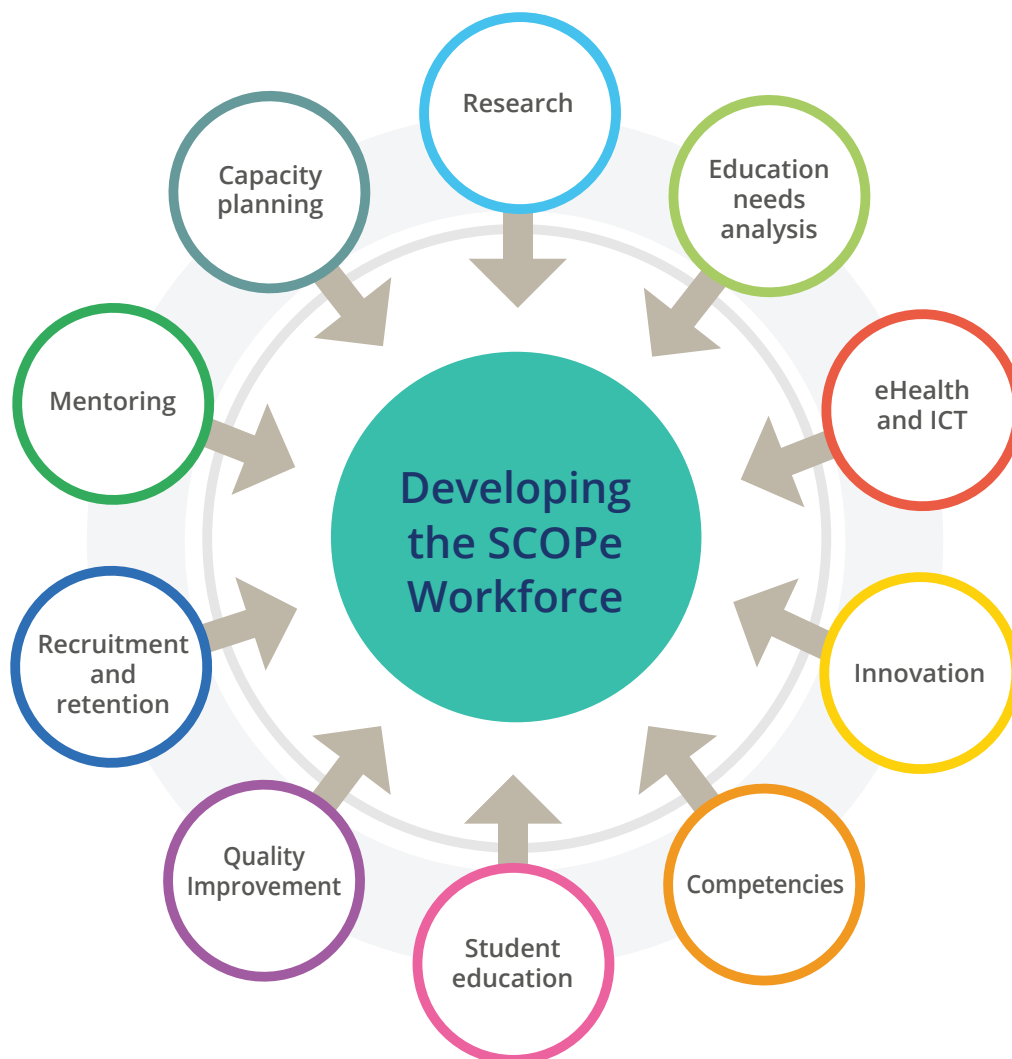 Research
Education
needs
analysis
eHealth
and ICT
Innovation
Competencies
Student
education
Quality
Improvement
Recruitment
and
retention
Mentoring
Capacity
planning
Developing
the SCOPe
Workforce